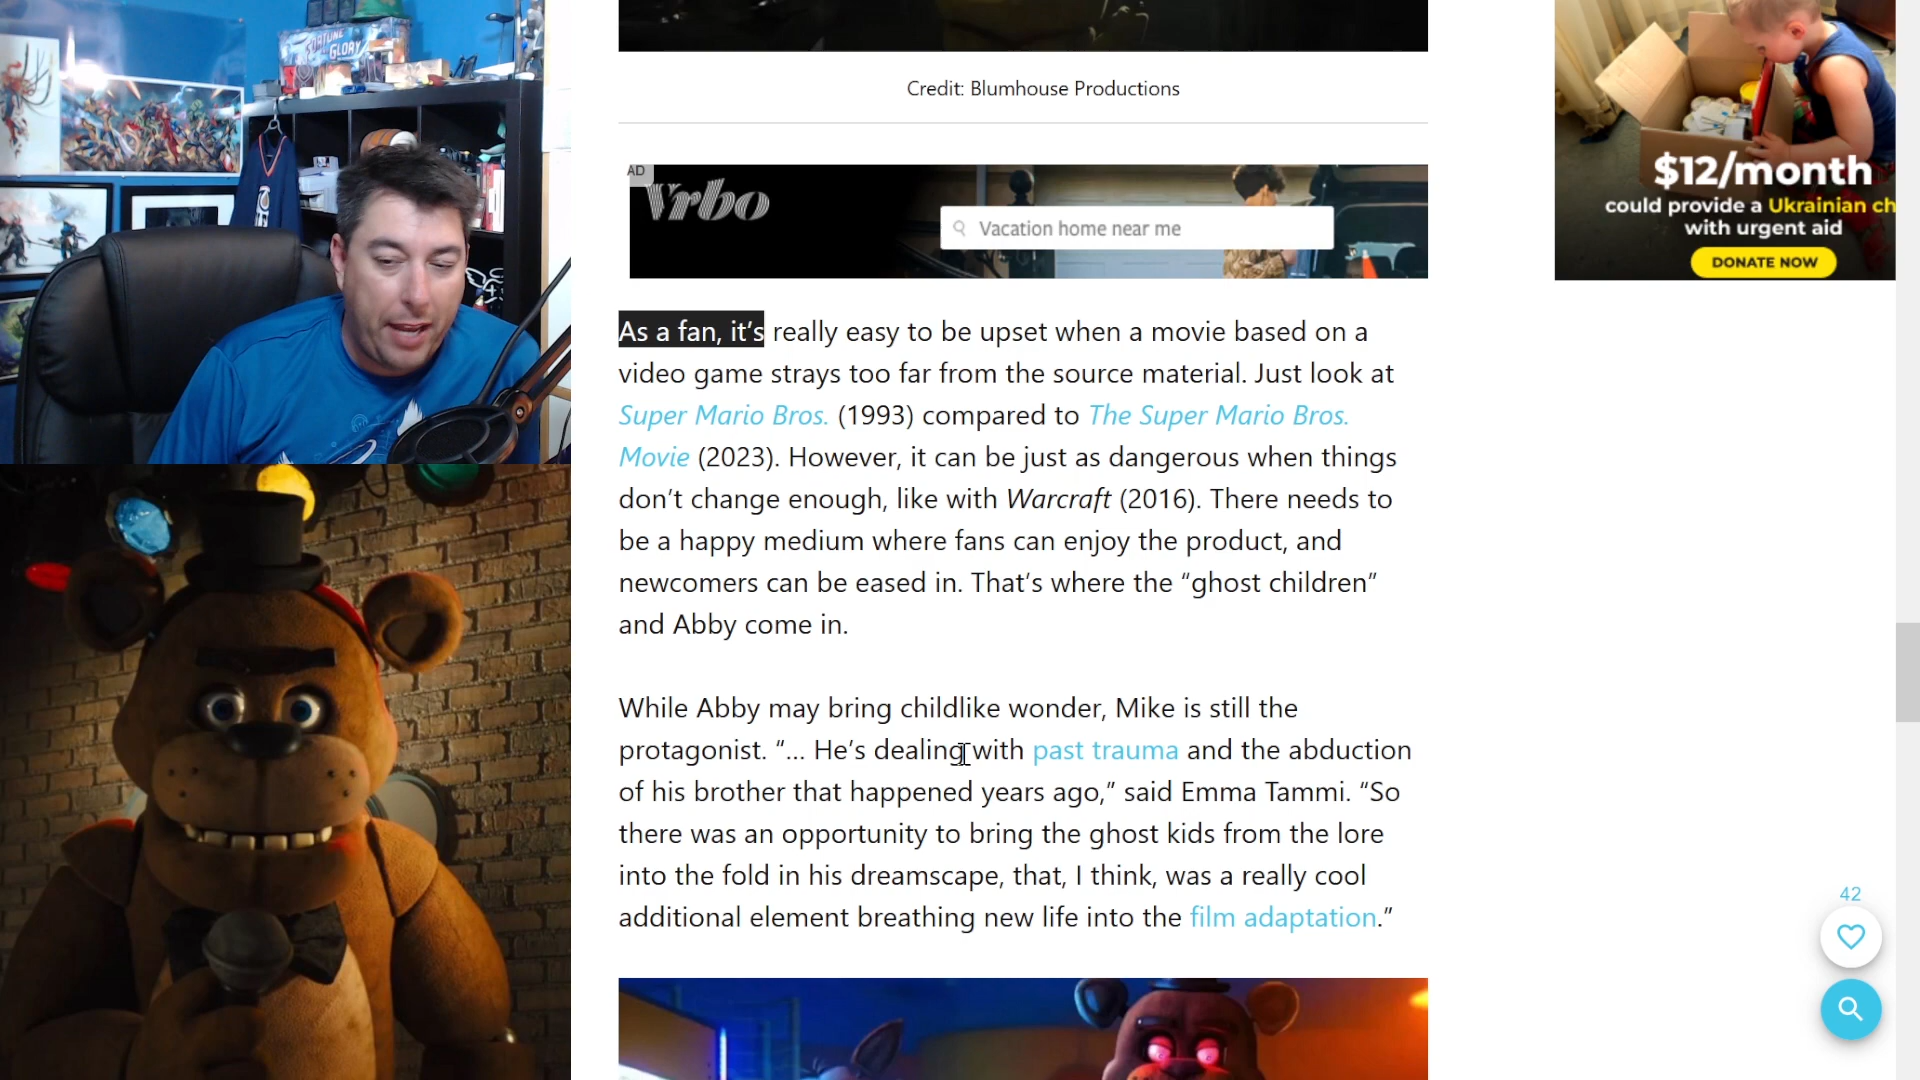 FORTUNE
GLORY
Credit: Blumhouse Productions
AD
Vrbo
Vacation home near me
$12/month
could provide a Ukrainian ch
with urgent aid
DONATE NOW
As a fan, it’s really easy to be upset when a movie based on a
video game strays too far from the source material. Just look at
Super Mario Bros. (1993) compared to The Super Mario Bros.
Movie (2023). However, it can be just as dangerous when things
don’t change enough, like with Warcraft (2016). There needs to
be a happy medium where fans can enjoy the product, and
newcomers can be eased in. That’s where the “ghost children”
and Abby come in.
While Abby may bring childlike wonder, Mike is still the
protagonist. “… He’s dealing with past trauma and the abduction
of his brother that happened years ago,” said Emma Tammi. “So
there was an opportunity to bring the ghost kids from the lore
into the fold in his dreamscape, that, I think, was a really cool
additional element breathing new life into the film adaptation.”
42